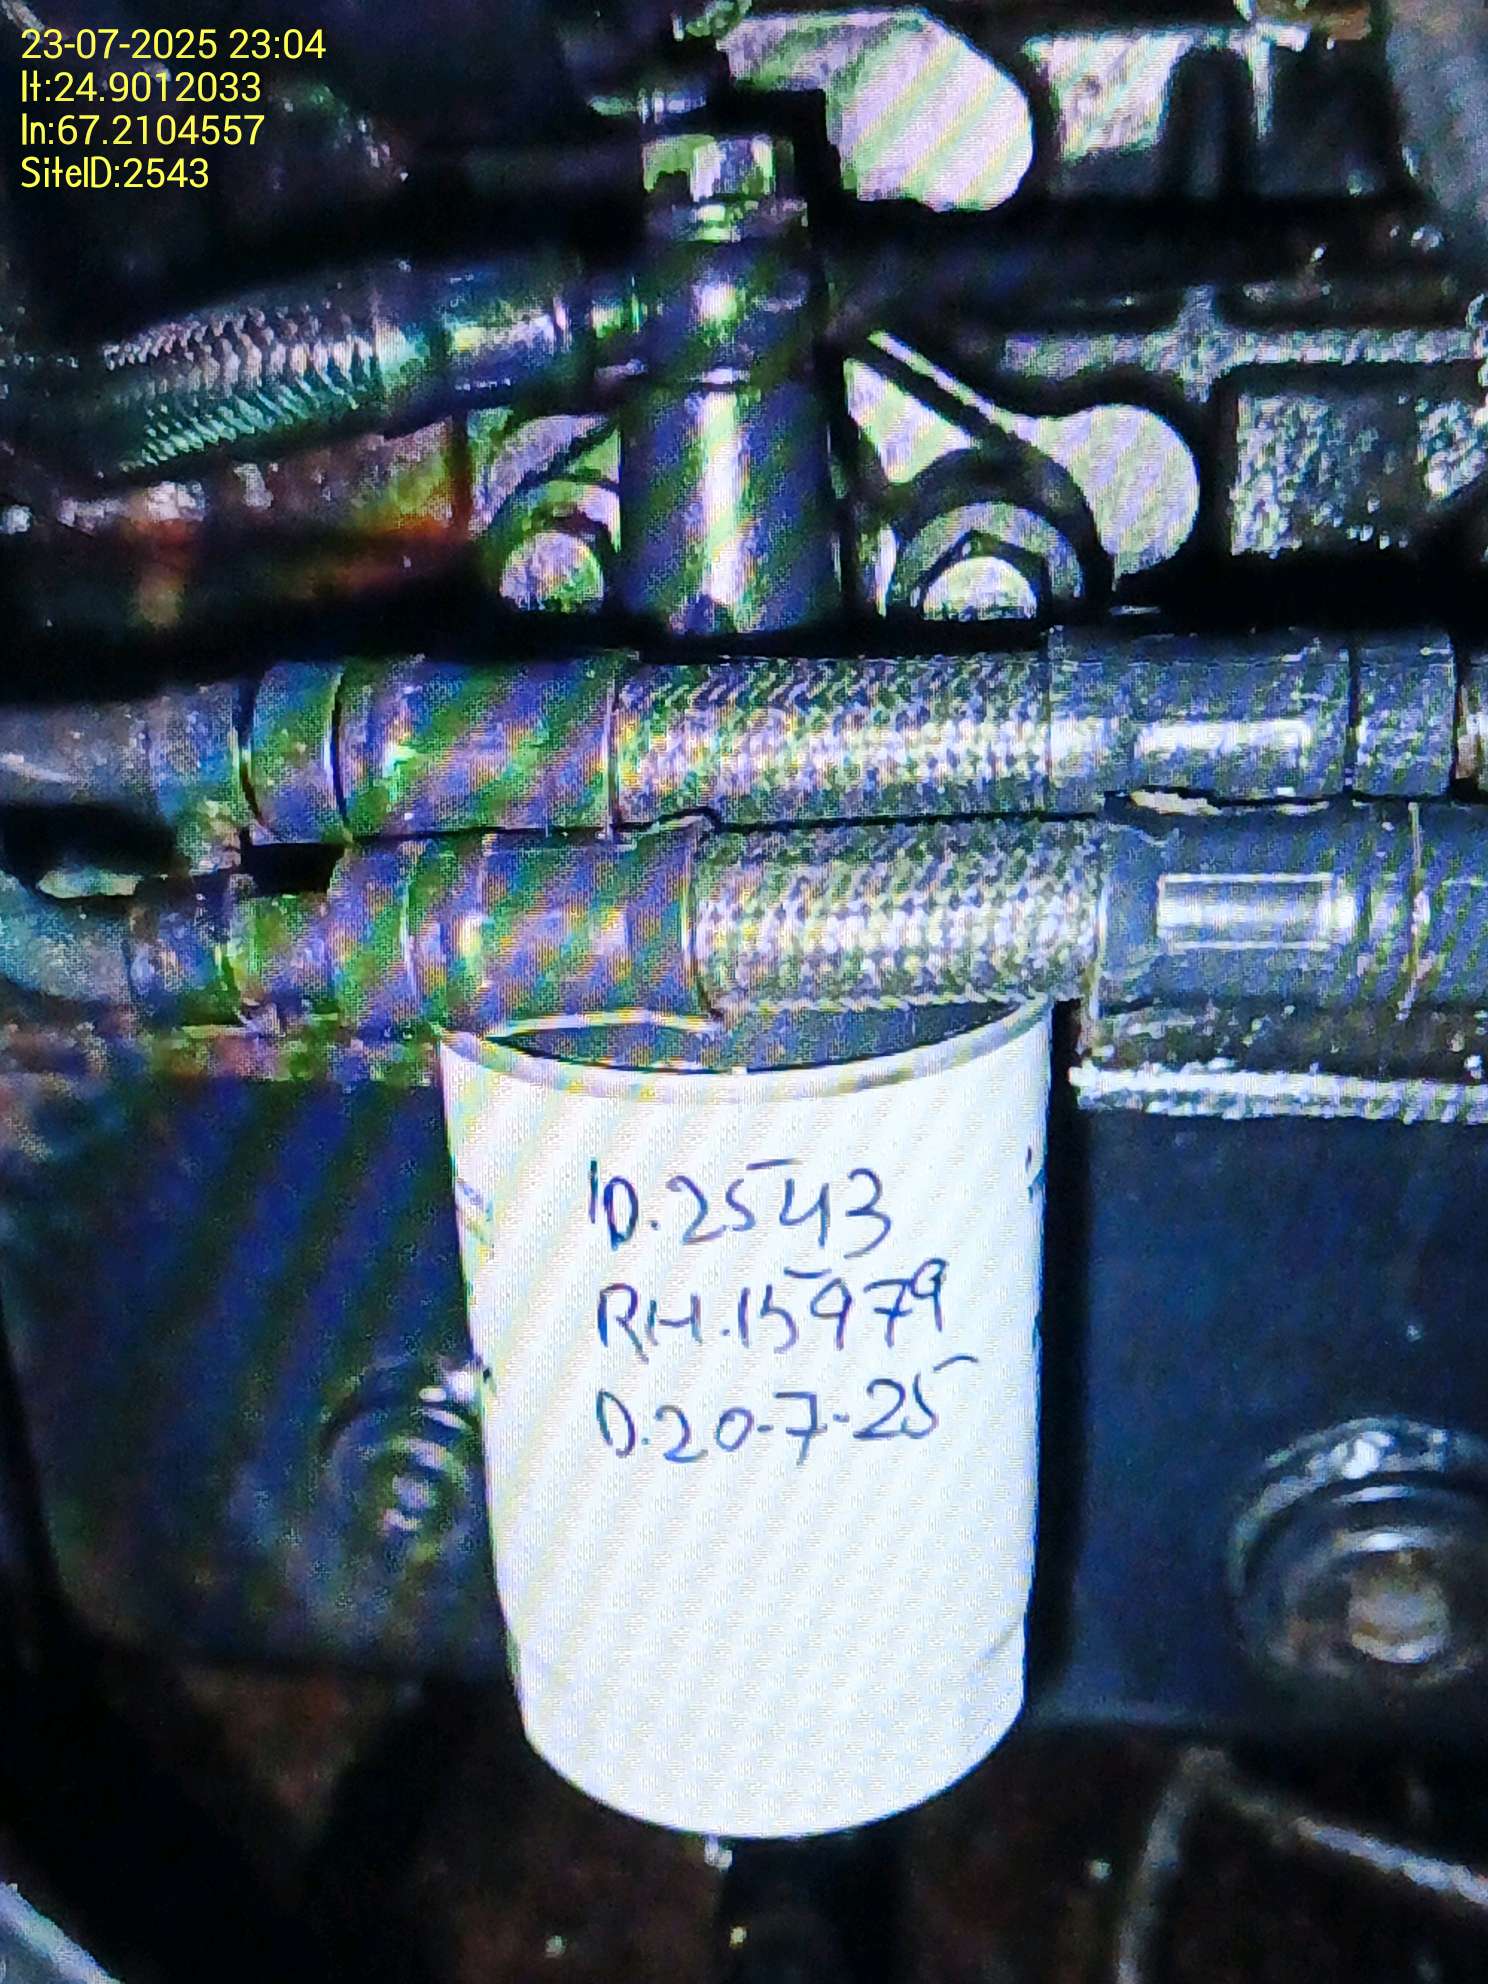 23-07-2025 23:04
lt:24.9012033
ln:67.2104557
SiteID:2543
ID.2543
RH.15979
D.20-7-25